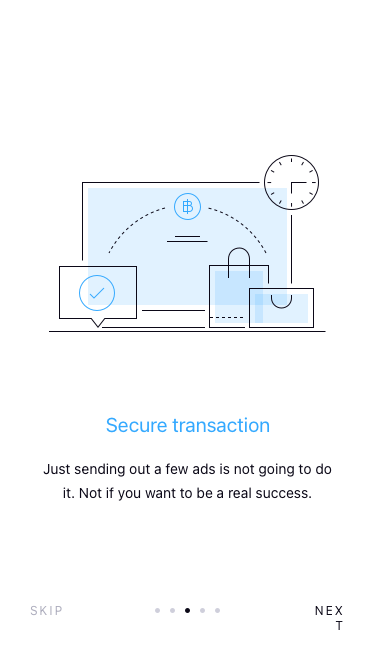 Secure transaction
Just sending out a few ads is not going to do
it. Not if you want to be a real success.
SKIP
NEX
T